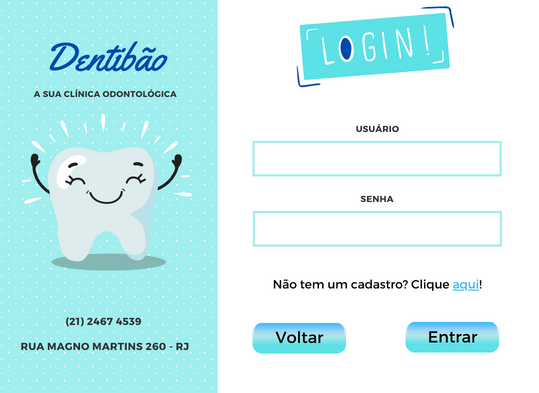 Dentibão
A SUA CLÍNICA ODONTOLÓGICA
(21) 2467 4539
RUA MAGNO MARTINS 260 - RJ
LOGIN!
USUÁRIO
SENHA
Não tem um cadastro? Clique aqui!
Voltar
Entrar